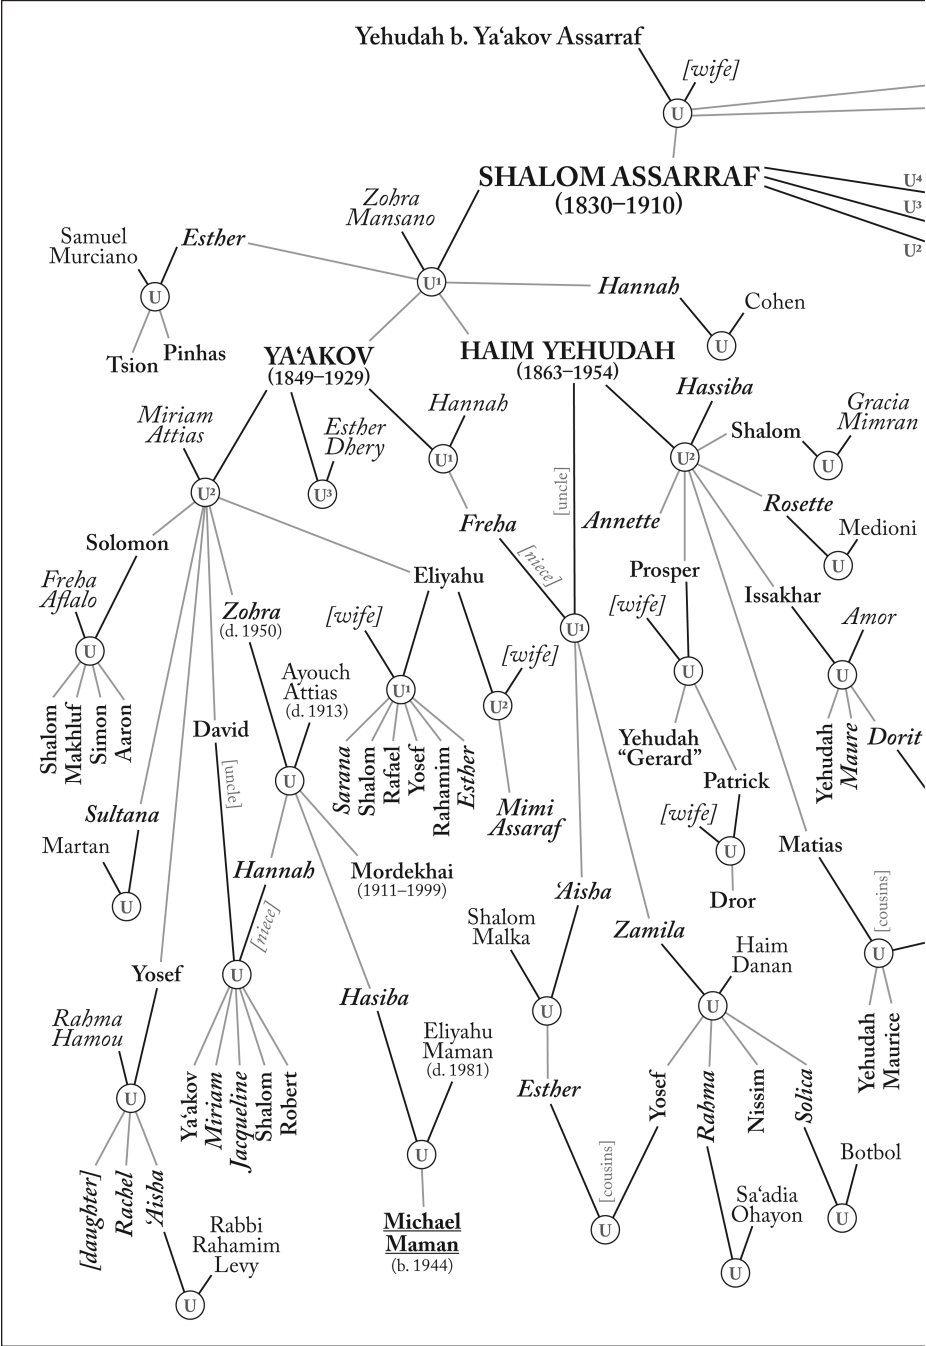 Yehudah b. Ya‘akov Assarraf
[wife]
U
SHALOM ASSARRAF
(1830–1910)
U⁴
U³
U²
Zohra
Mansano
Samuel
Murciano
Esther
U
U¹
Hannah
Cohen
U
Tsion
Pinhas
YA‘AKOV
(1849–1929)
HAIM YEHUDAH
(1863–1954)
Miriam
Attias
Esther
Dhery
Hannah
Hassiba
Gracia
Mimran
Shalom
U
U²
U³
U¹
U²
[uncle]
Annette
Rosette
Medioni
U
Solomon
Freha
[niece]
Eliyahu
Prosper
Issakhar
Freha
Aflalo
Zohra
(d. 1950)
[wife]
[wife]
Amor
U
U¹
[wife]
U
U
Ayouch
Attias
(d. 1913)
U¹
U²
Shalom
Makhluf
Simon
Aaron
David
[uncle]
U
Sarana
Shalom
Rafael
Yosef
Rahamim
Esther
Mimi
Assaraf
Yehudah
“Gerard”
Patrick
Yehudah
Maure
Dorit
Sultana
Martan
U
[wife]
U
Dror
Matias
[cousins]
U
Hannah
[niece]
Mordekhai
(1911–1999)
‘Aisha
Shalom
Malka
Zamila
Haim
Danan
Yosef
U
Hasiba
U
U
Rahma
Hamou
Eliyahu
Maman
(d. 1981)
U
Ya‘akov
Miriam
Jacqueline
Shalom
Robert
Esther
Yosef
Rahma
Nissim
Solica
Yehudah
Maurice
U
[cousins]
U
Botbol
U
[daughter]
Rachel
‘Aisha
Rabbi
Rahamim
Levy
U
Michael
Maman
(b. 1944)
Sa‘adia
Ohayon
U